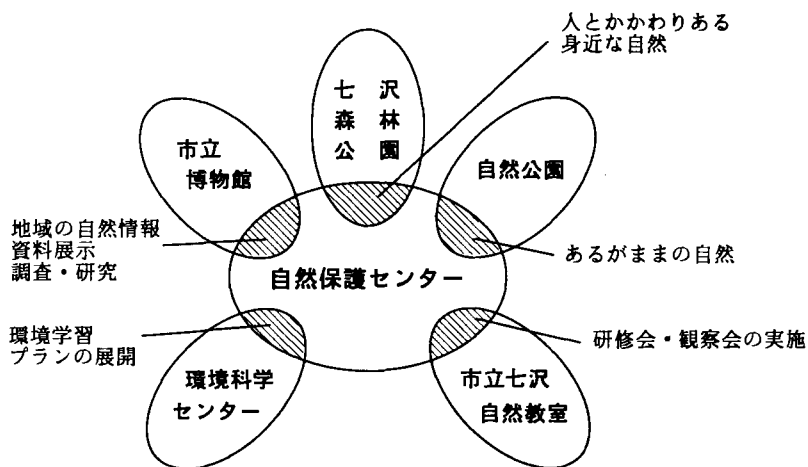 人とかかわりある
身近な自然
七 沢
森 林
公 園
市立
博物館
自然公園
地域の自然情報
資料展示
調査・研究
あるがままの自然
自然保護センター
環境学習
プランの展開
研修会・観察会の実施
環境科学
センター
市立七沢
自然教室